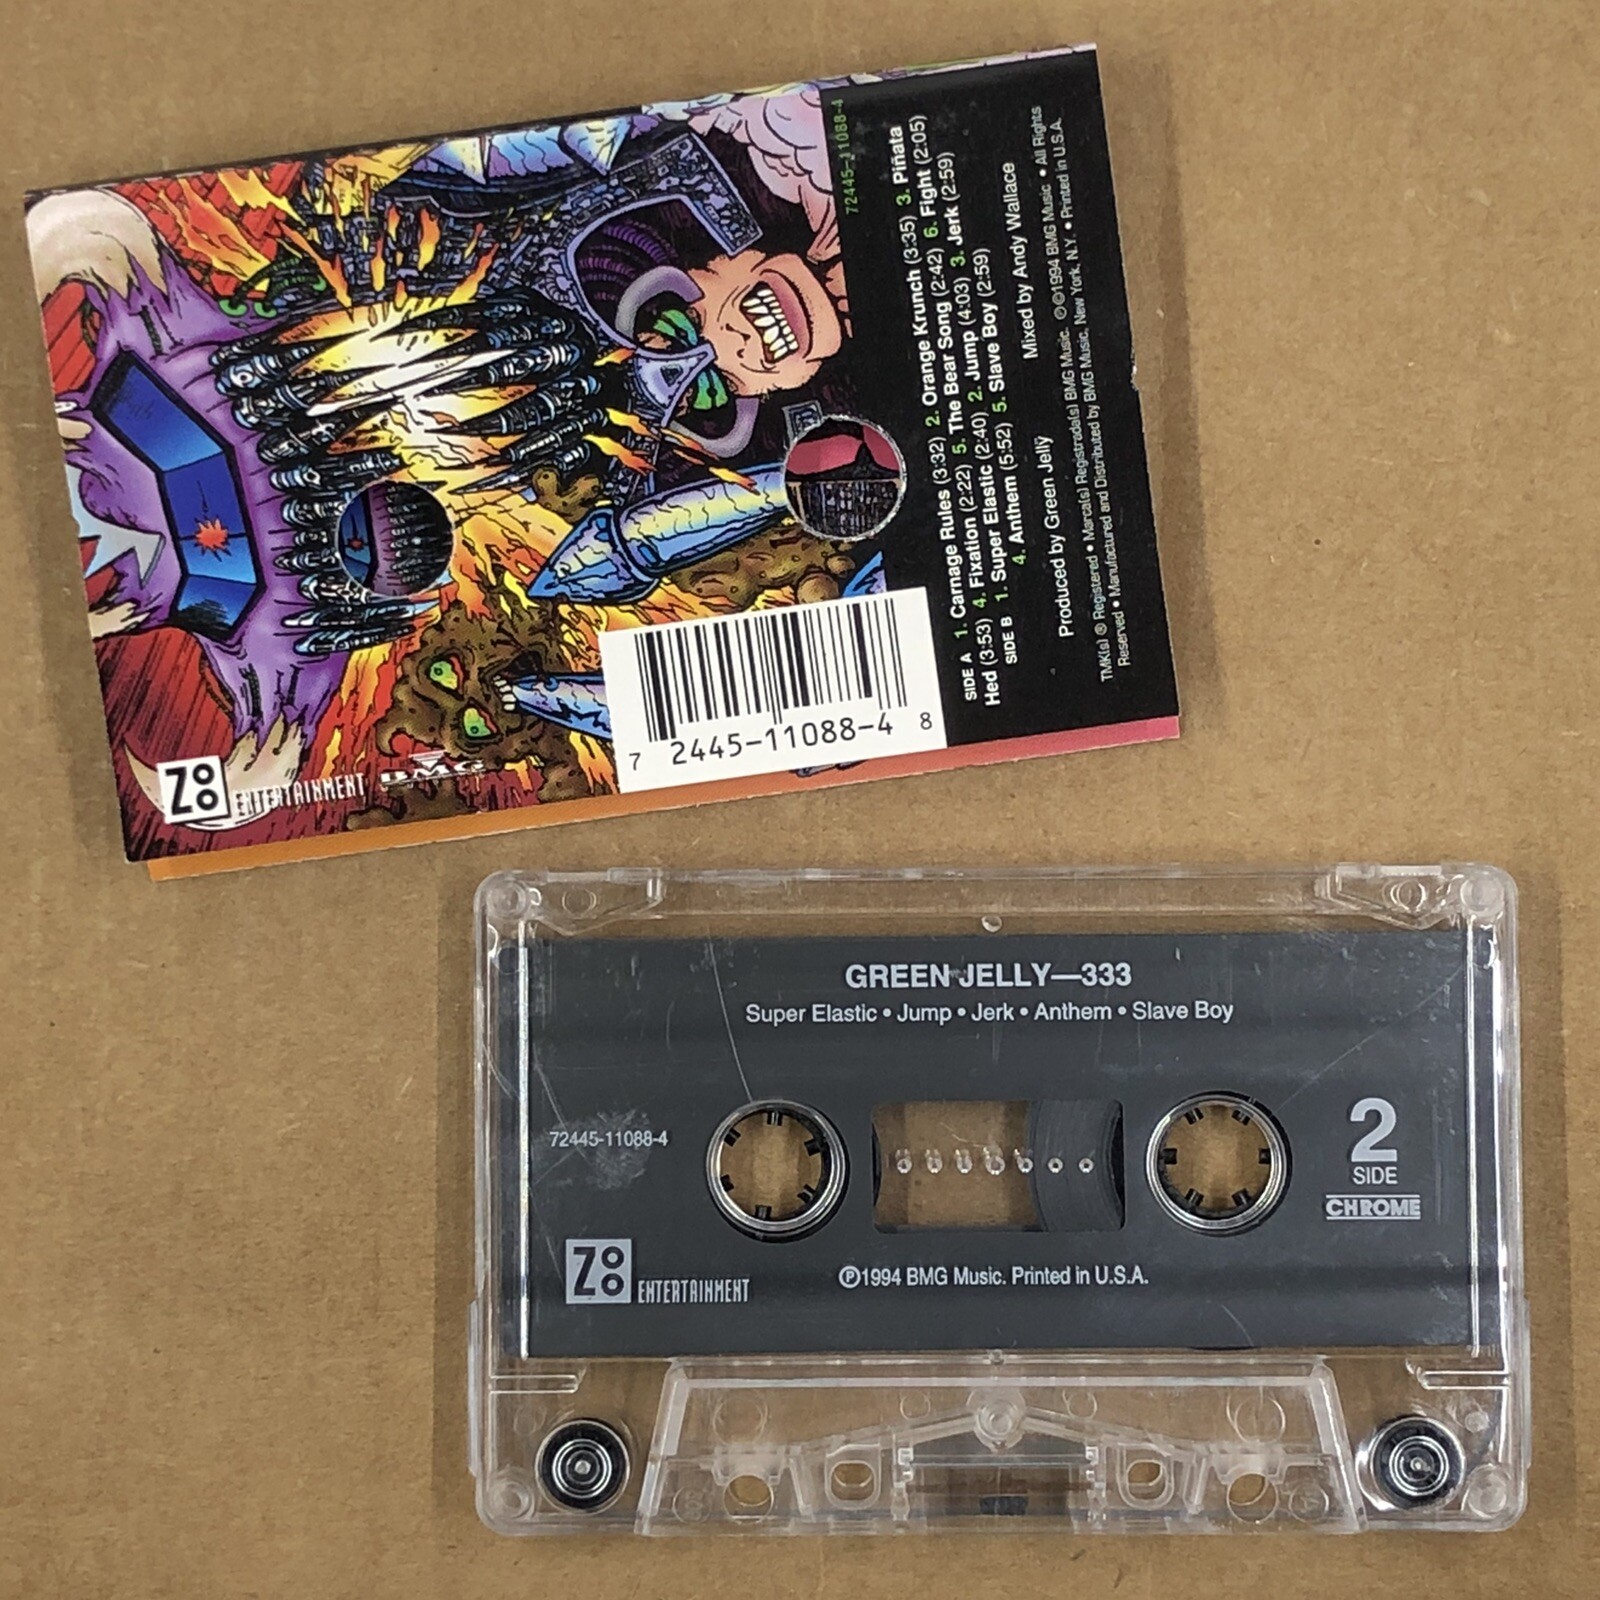 72445-11088-4
SIDE A 1. Carnage Rules (3:32) 2. Orange Krunch (3:35) 3. Piñata
Hed (3:53) 4. Fixation (2:22) 5. The Bear Song (2:42) 6. Fight (2:05)
SIDE B 1. Super Elastic (2:40) 2. Jump (4:03) 3. Jerk (2:59)
4. Anthem (5:52) 5. Slave Boy (2:59)
Produced by Green Jellÿ Mixed by Andy Wallace
TMK(s) ® Registered • Marca(s) Registrada(s) BMG Music. ℗©1994 BMG Music • All Rights
Reserved • Manufactured and Distributed by BMG Music, New York, N.Y. • Printed in U.S.A.
7 2445-11088-4 8
Zoo ENTERTAINMENT BMG
GREEN JELLY—333
Super Elastic • Jump • Jerk • Anthem • Slave Boy
72445-11088-4
2
SIDE
CHROME
Zoo ENTERTAINMENT
℗1994 BMG Music. Printed in U.S.A.